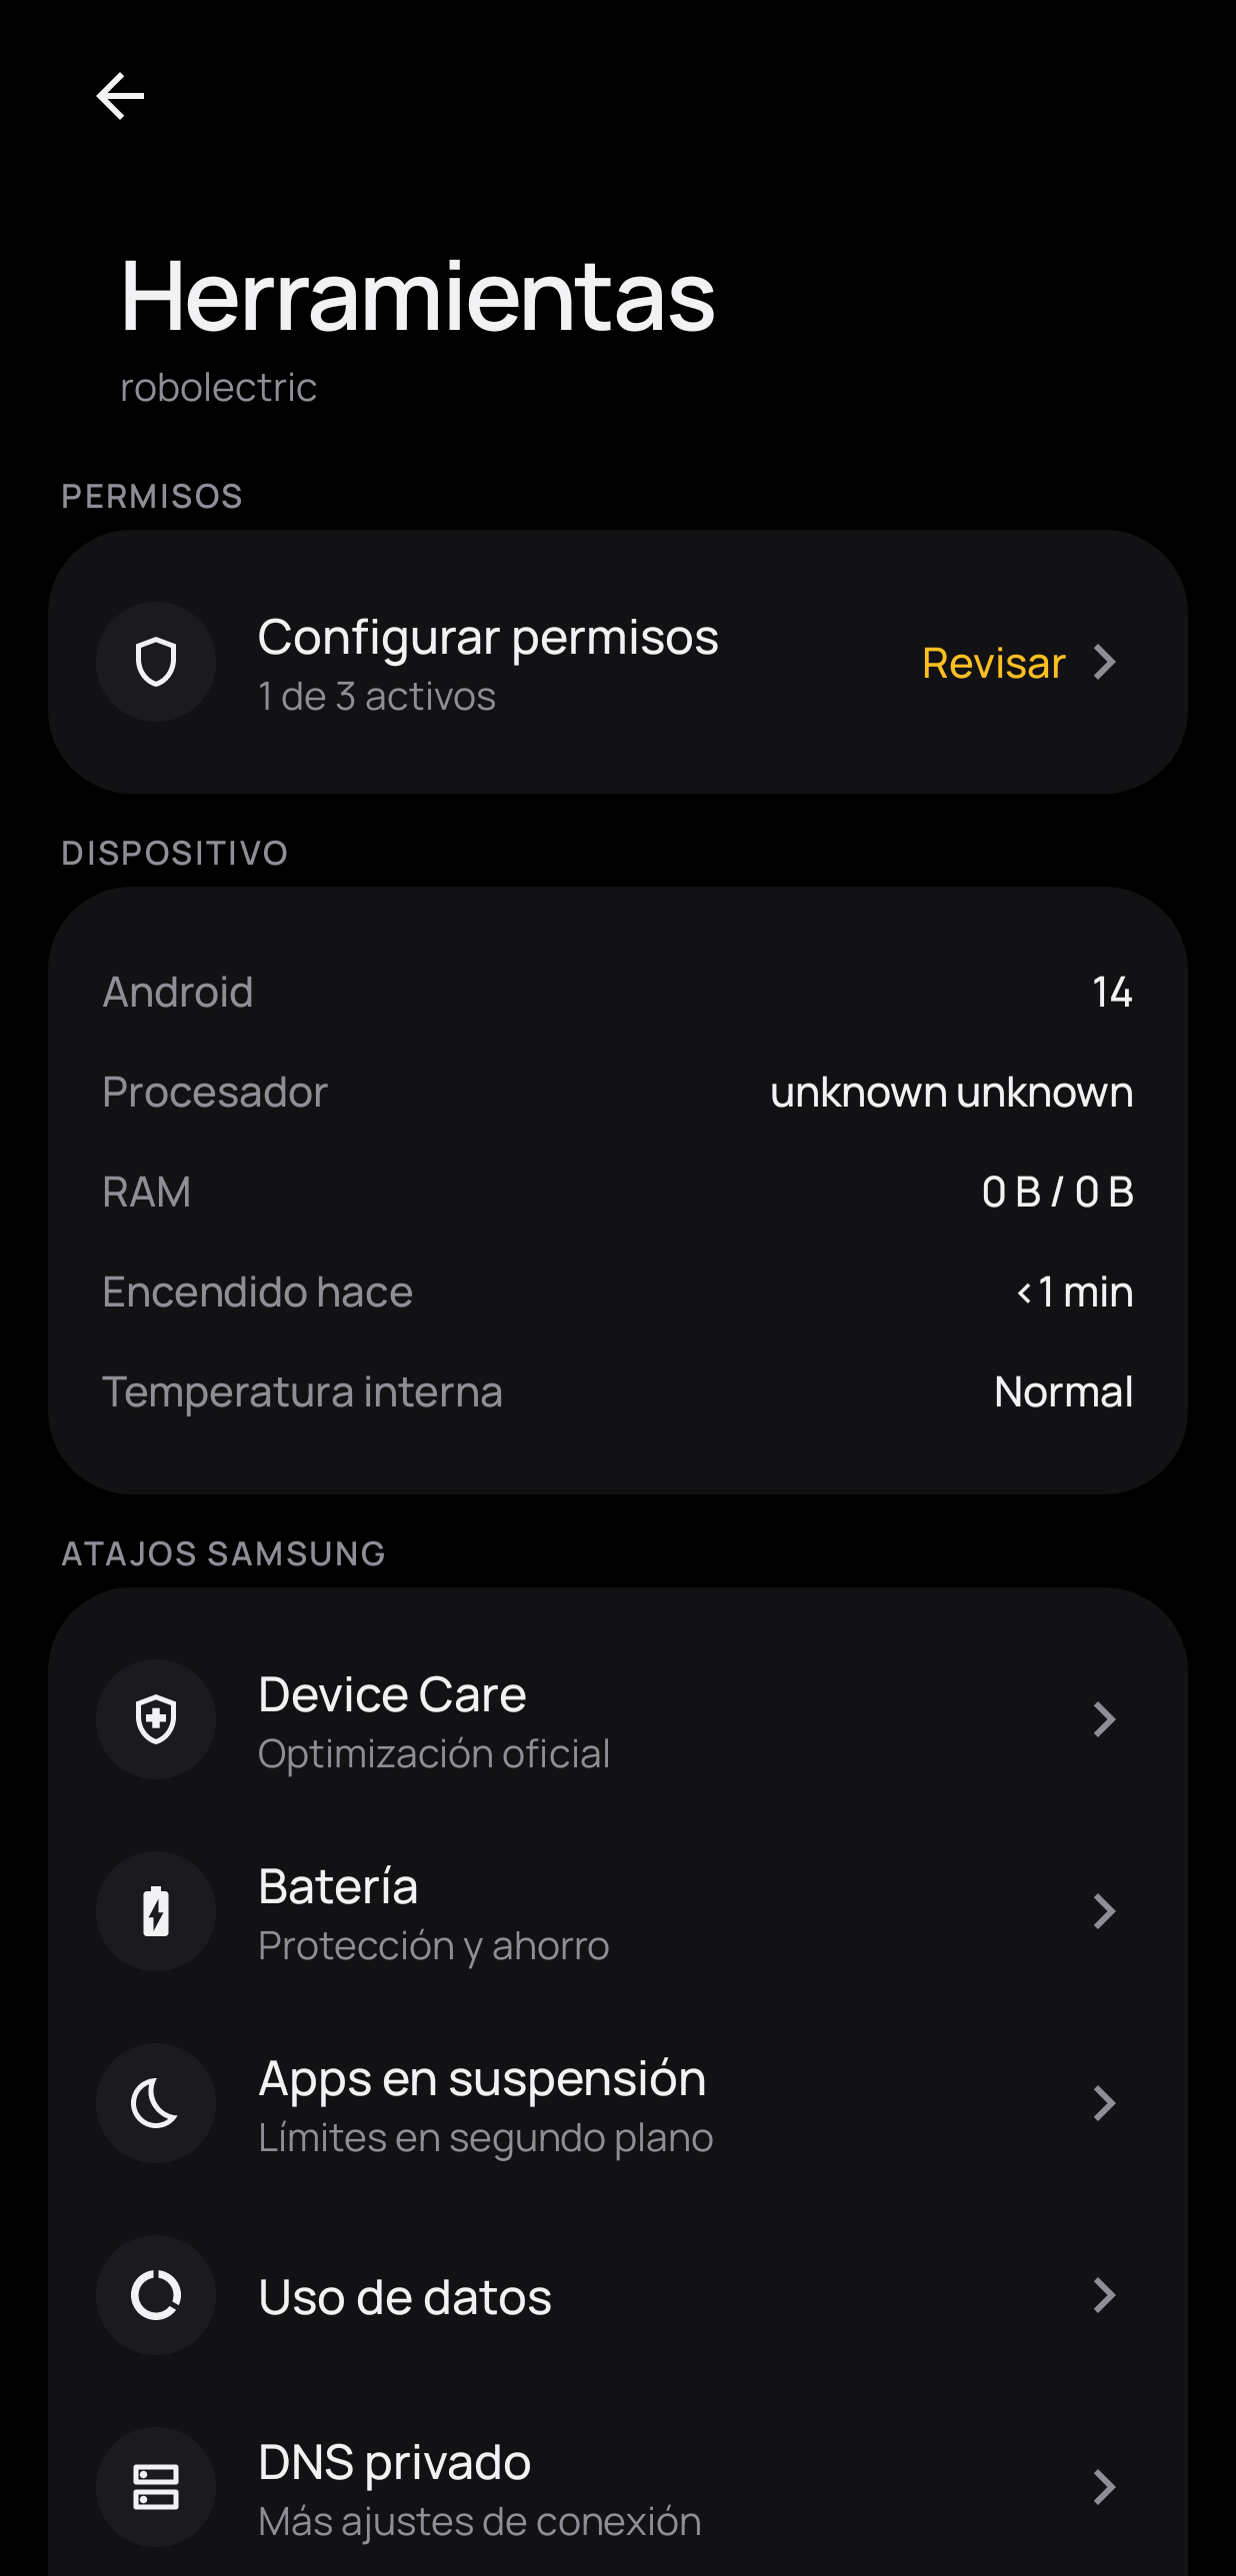 Herramientas
robolectric
PERMISOS
Configurar permisos
1 de 3 activos
Revisar
DISPOSITIVO
Android 14
Procesador unknown unknown
RAM 0 B / 0 B
Encendido hace <1 min
Temperatura interna Normal
ATAJOS SAMSUNG
Device Care
Optimización oficial
Batería
Protección y ahorro
Apps en suspensión
Límites en segundo plano
Uso de datos
DNS privado
Más ajustes de conexión